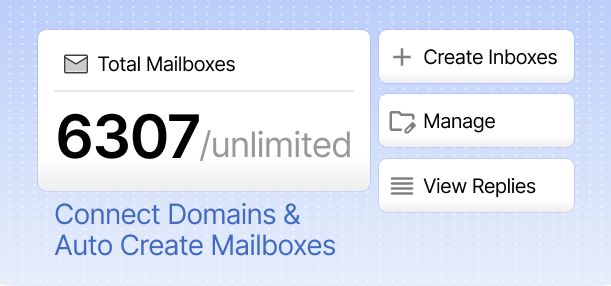 Total Mailboxes
6307/unlimited
Connect Domains &
Auto Create Mailboxes
Create Inboxes
Manage
View Replies